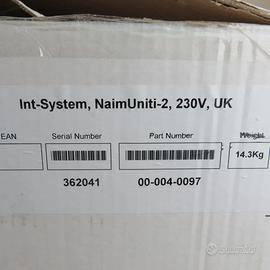 Int-System, NaimUniti-2, 230V, UK
EAN Serial Number Part Number Weight
14.3Kg
362041 00-004-0097